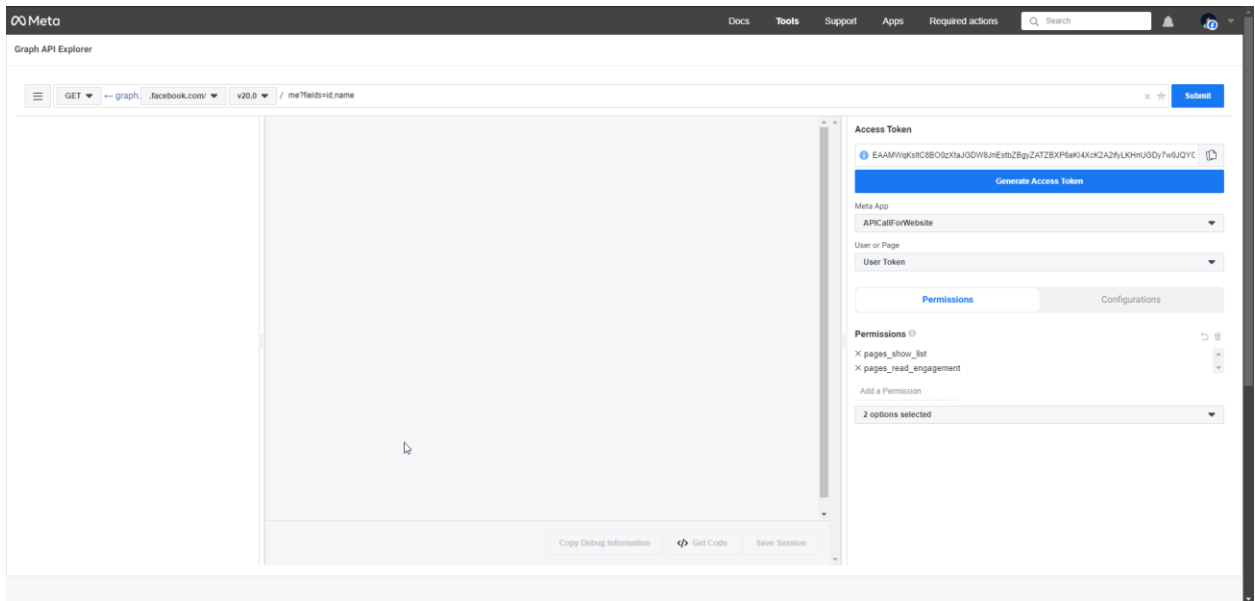 Meta
Docs Tools Support Apps Required actions Search
Graph API Explorer
GET ← graph. .facebook.com/ v20.0 / me?fields=id,name Submit
Access Token
Generate Access Token
Meta App
APICallForWebsite
User or Page
User Token
Permissions Configurations
Permissions
pages_show_list
pages_read_engagement
Add a Permission
2 options selected
Copy Debug Information </> Get Code Save Session